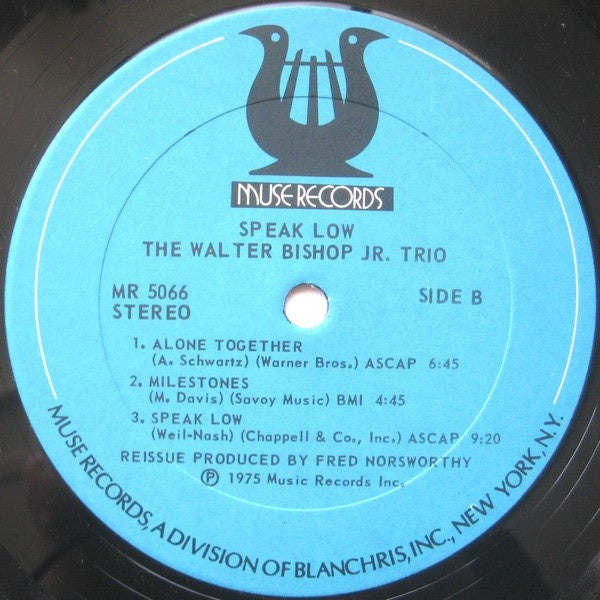 MUSE RECORDS
SPEAK LOW
THE WALTER BISHOP JR. TRIO
MR 5066
STEREO
SIDE B
1. ALONE TOGETHER
(A. Schwartz) (Warner Bros.) ASCAP 6:45
2. MILESTONES
(M. Davis) (Savoy Music) BMI 4:45
3. SPEAK LOW
(Weil-Nash) (Chappell & Co., Inc.) ASCAP 9:20
REISSUE PRODUCED BY FRED NORSWORTHY
Ⓟ 1975 Music Records Inc.
MUSE RECORDS, A DIVISION OF BLANCHRIS, INC., NEW YORK, N.Y.